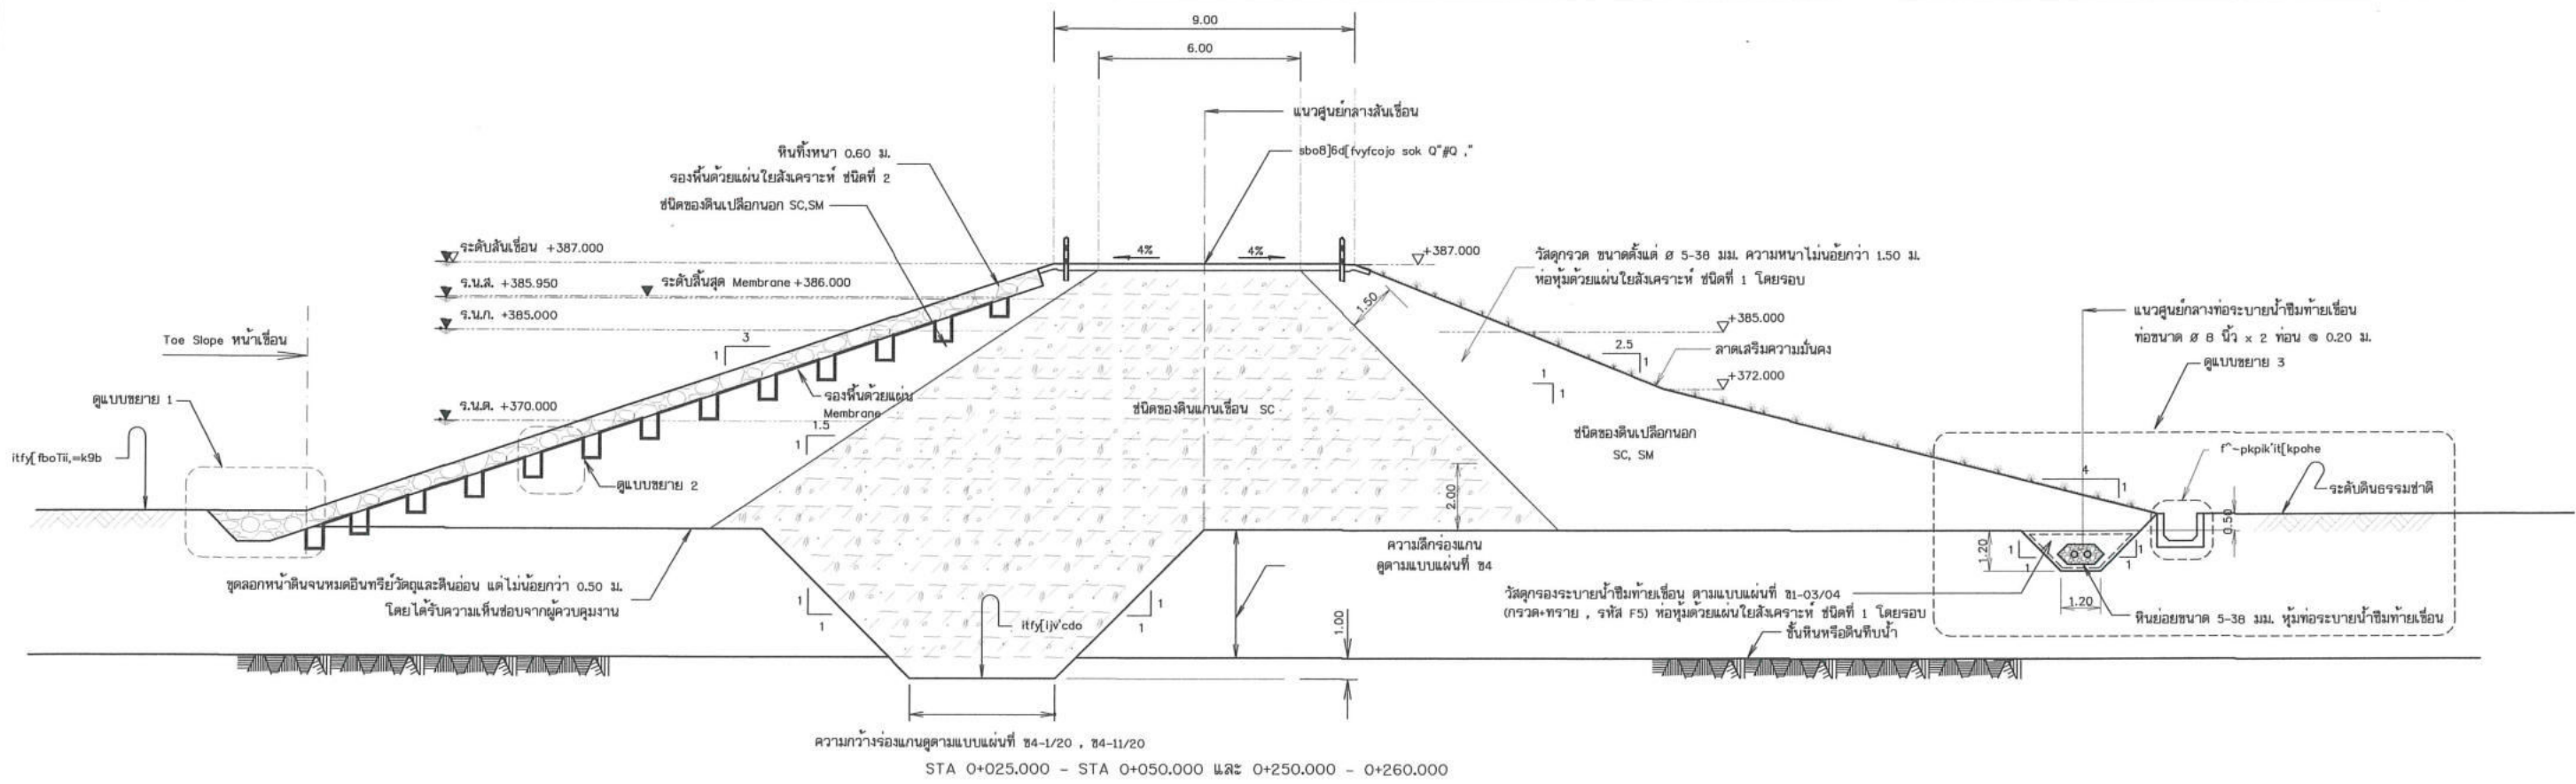 9.00
6.00
แนวศูนย์กลางสันเขื่อน
sbo8]6d[fvyfcojo sok Q"#Q ,"
หินทิ้งหนา 0.60 ม.
รองพื้นด้วยแผ่นใยสังเคราะห์ ชนิดที่ 2
ชนิดของดินเปลือกนอก SC,SM
ระดับสันเขื่อน +387.000
ร.น.ส. +385.950
ระดับสิ้นสุด Membrane +386.000
ร.น.ก. +385.000
ร.น.ต. +370.000
4%
4%
+387.000
วัสดุกรวด ขนาดตั้งแต่ ø 5-38 มม. ความหนาไม่น้อยกว่า 1.50 ม.
ห่อหุ้มด้วยแผ่นใยสังเคราะห์ ชนิดที่ 1 โดยรอบ
1.50
+385.000
2.5
1
ลาดเสริมความมั่นคง
+372.000
1
1
แนวศูนย์กลางท่อระบายน้ำซึมท้ายเขื่อน
ท่อขนาด ø 8 นิ้ว x 2 ท่อน @ 0.20 ม.
ดูแบบขยาย 3
Toe Slope หน้าเขื่อน
3
1
ดูแบบขยาย 1
itfy[fboTii,=k9b
รองพื้นด้วยแผ่น
Membrane
1.5
1
ดูแบบขยาย 2
ชนิดของดินแกนเขื่อน SC
ชนิดของดินเปลือกนอก
SC, SM
2.00
f^~pkpik'it[kpohe
4
1
ระดับดินธรรมชาติ
0.50
1.20
1
1
1
1
1.20
ความลึกร่องแกน
ดูตามแบบแผ่นที่ ข4
ขุดลอกหน้าดินจนหมดอินทรีย์วัตถุและดินอ่อน แต่ไม่น้อยกว่า 0.50 ม.
โดยได้รับความเห็นชอบจากผู้ควบคุมงาน
1
1
itfy[ijv'cdo
1
1
1.00
วัสดุกรองระบายน้ำซึมท้ายเขื่อน ตามแบบแผ่นที่ ข1-03/04
(กรวด+ทราย , รหัส F5) ห่อหุ้มด้วยแผ่นใยสังเคราะห์ ชนิดที่ 1 โดยรอบ
ชั้นหินหรือดินทึบน้ำ
หินย่อยขนาด 5-38 มม. หุ้มท่อระบายน้ำซึมท้ายเขื่อน
ความกว้างร่องแกนดูตามแบบแผ่นที่ ข4-1/20 , ข4-11/20
STA 0+025.000 - STA 0+050.000 และ 0+250.000 - 0+260.000